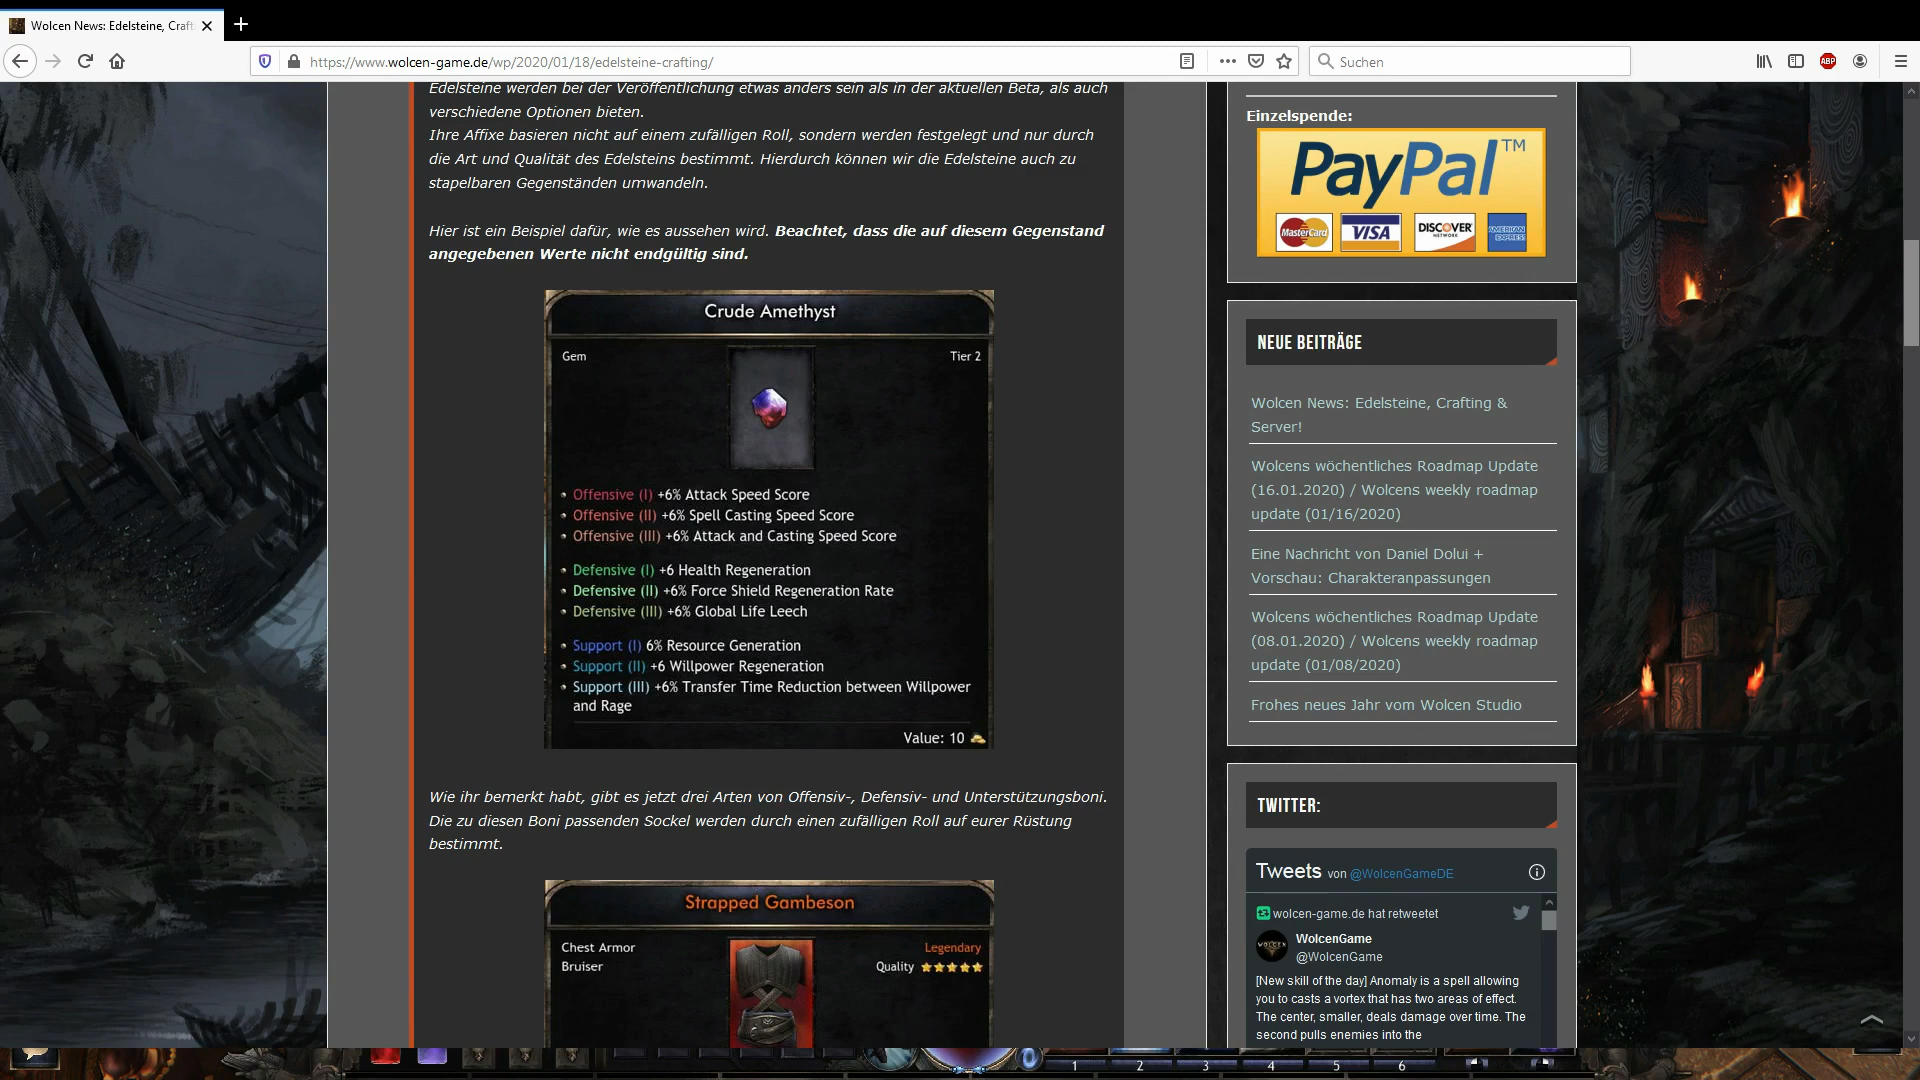 Wolcen News: Edelsteine, Craft
https://www.wolcen-game.de/wp/2020/01/18/edelsteine-crafting/
Suchen
ABP
Edelsteine werden bei der Veröffentlichung etwas anders sein als in der aktuellen Beta, als auch
verschiedene Optionen bieten.
Ihre Affixe basieren nicht auf einem zufälligen Roll, sondern werden festgelegt und nur durch
die Art und Qualität des Edelsteins bestimmt. Hierdurch können wir die Edelsteine auch zu
stapelbaren Gegenständen umwandeln.
Hier ist ein Beispiel dafür, wie es aussehen wird. Beachtet, dass die auf diesem Gegenstand
angegebenen Werte nicht endgültig sind.
Crude Amethyst
Gem
Tier 2
• Offensive (I) +6% Attack Speed Score
• Offensive (II) +6% Spell Casting Speed Score
• Offensive (III) +6% Attack and Casting Speed Score
• Defensive (I) +6 Health Regeneration
• Defensive (II) +6% Force Shield Regeneration Rate
• Defensive (III) +6% Global Life Leech
• Support (I) 6% Resource Generation
• Support (II) +6 Willpower Regeneration
• Support (III) +6% Transfer Time Reduction between Willpower
and Rage
Value: 10
Wie ihr bemerkt habt, gibt es jetzt drei Arten von Offensiv-, Defensiv- und Unterstützungsboni.
Die zu diesen Boni passenden Sockel werden durch einen zufälligen Roll auf eurer Rüstung
bestimmt.
Strapped Gambeson
Chest Armor
Legendary
Bruiser
Quality
Einzelspende:
PayPal™
MasterCard
VISA
DISCOVER
NETWORK
AMERICAN
EXPRESS
NEUE BEITRÄGE
Wolcen News: Edelsteine, Crafting &
Server!
Wolcens wöchentliches Roadmap Update
(16.01.2020) / Wolcens weekly roadmap
update (01/16/2020)
Eine Nachricht von Daniel Dolui +
Vorschau: Charakteranpassungen
Wolcens wöchentliches Roadmap Update
(08.01.2020) / Wolcens weekly roadmap
update (01/08/2020)
Frohes neues Jahr vom Wolcen Studio
TWITTER:
Tweets von @WolcenGameDE
wolcen-game.de hat retweetet
WOLCEN
WolcenGame
@WolcenGame
[New skill of the day] Anomaly is a spell allowing
you to casts a vortex that has two areas of effect.
The center, smaller, deals damage over time. The
second pulls enemies into the
1 2 3 4 5 6